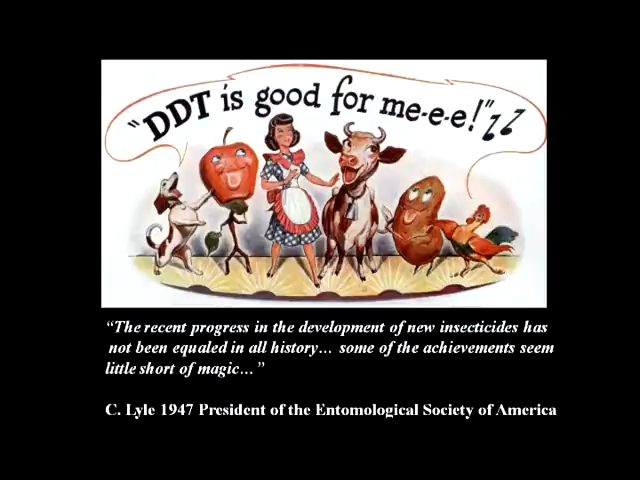 "DDT is good for me-e-e!"
“The recent progress in the development of new insecticides has
not been equaled in all history… some of the achievements seem
little short of magic…”
C. Lyle 1947 President of the Entomological Society of America